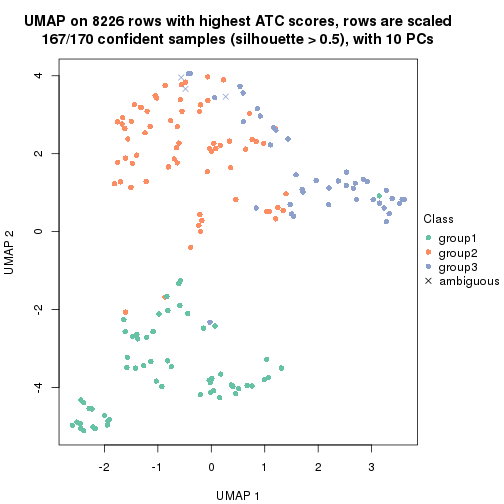 UMAP on 8226 rows with highest ATC scores, rows are scaled
167/170 confident samples (silhouette > 0.5), with 10 PCs
4
2
0
-2
-4
UMAP 2
-2
-1
0
1
2
3
UMAP 1
Class
group1
group2
group3
ambiguous